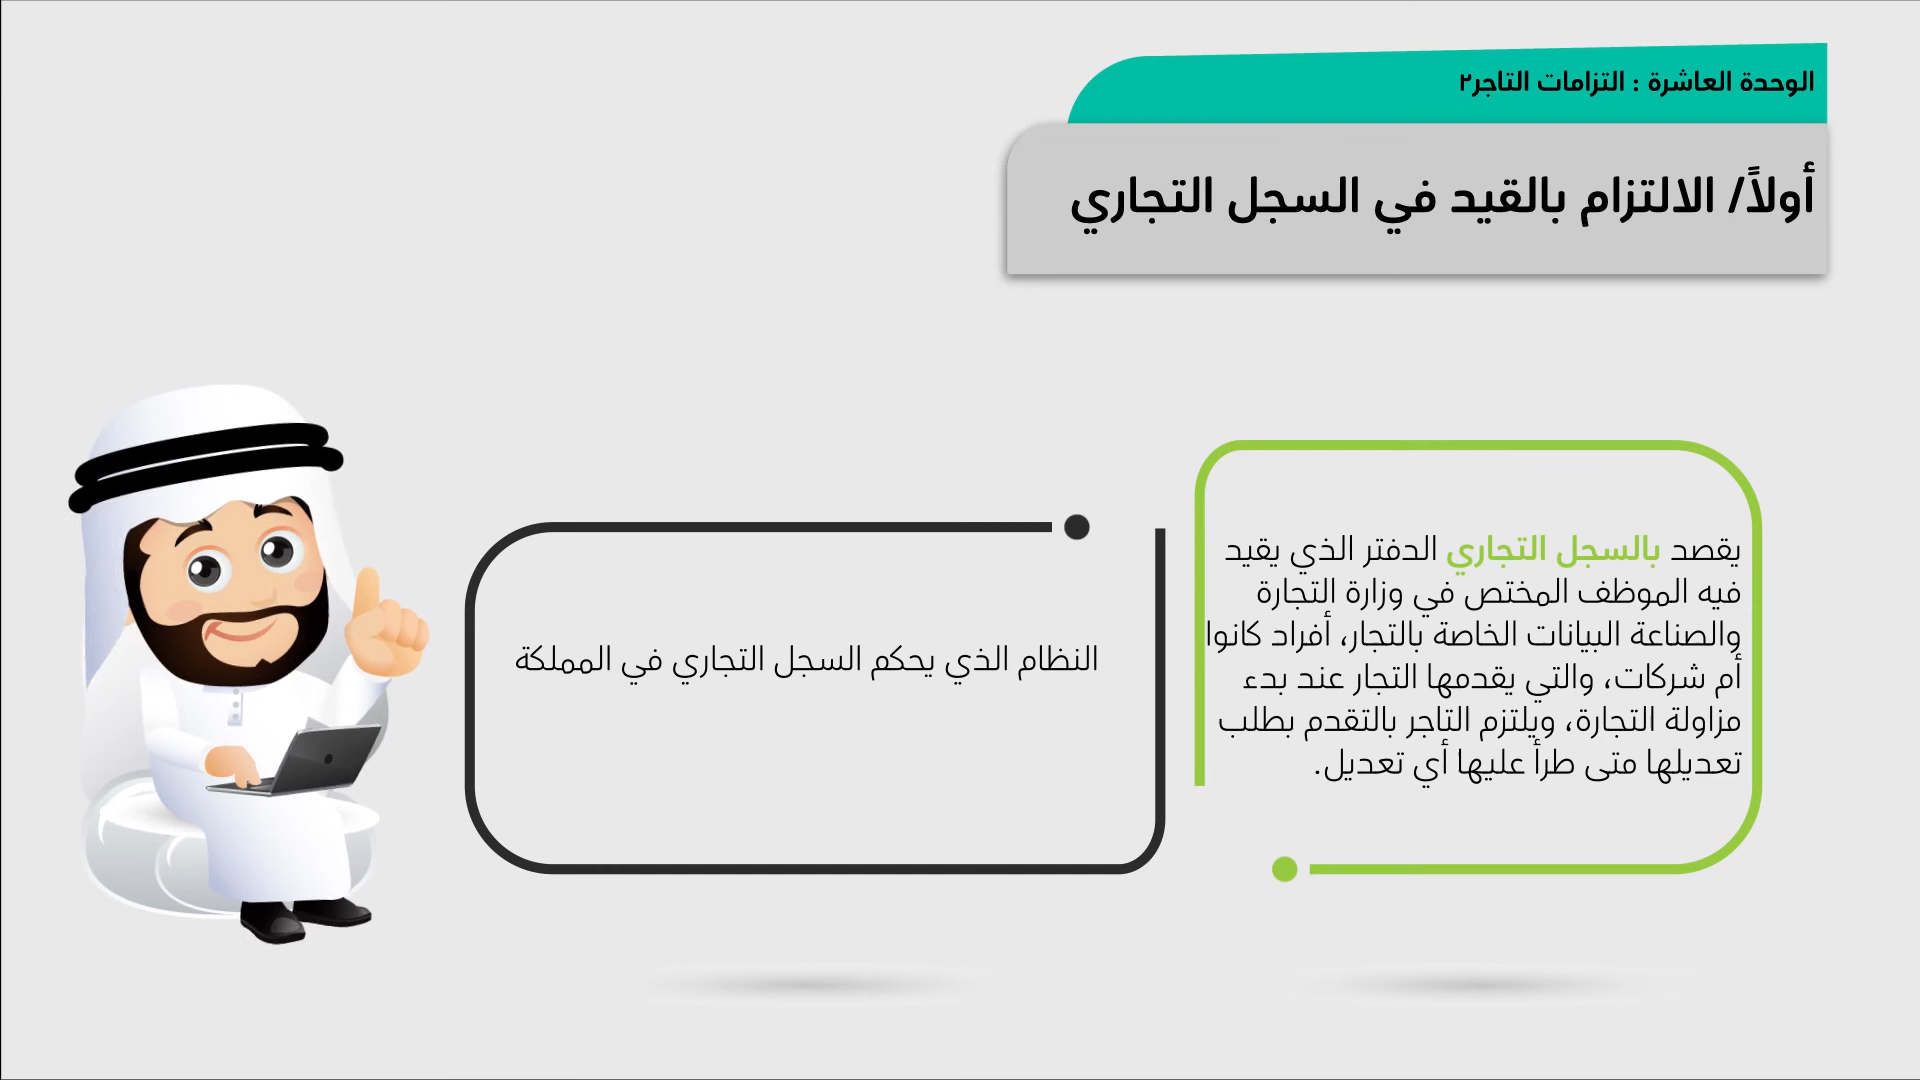 الوحدة العاشرة : التزامات التاجر٢
أولاً/ الالتزام بالقيد في السجل التجاري
يقصد بالسجل التجاري الدفتر الذي يقيد
فيه الموظف المختص في وزارة التجارة
والصناعة البيانات الخاصة بالتجار، أفراد كانوا
أم شركات، والتي يقدمها التجار عند بدء
مزاولة التجارة، ويلتزم التاجر بالتقدم بطلب
تعديلها متى طرأ عليها أي تعديل.
النظام الذي يحكم السجل التجاري في المملكة